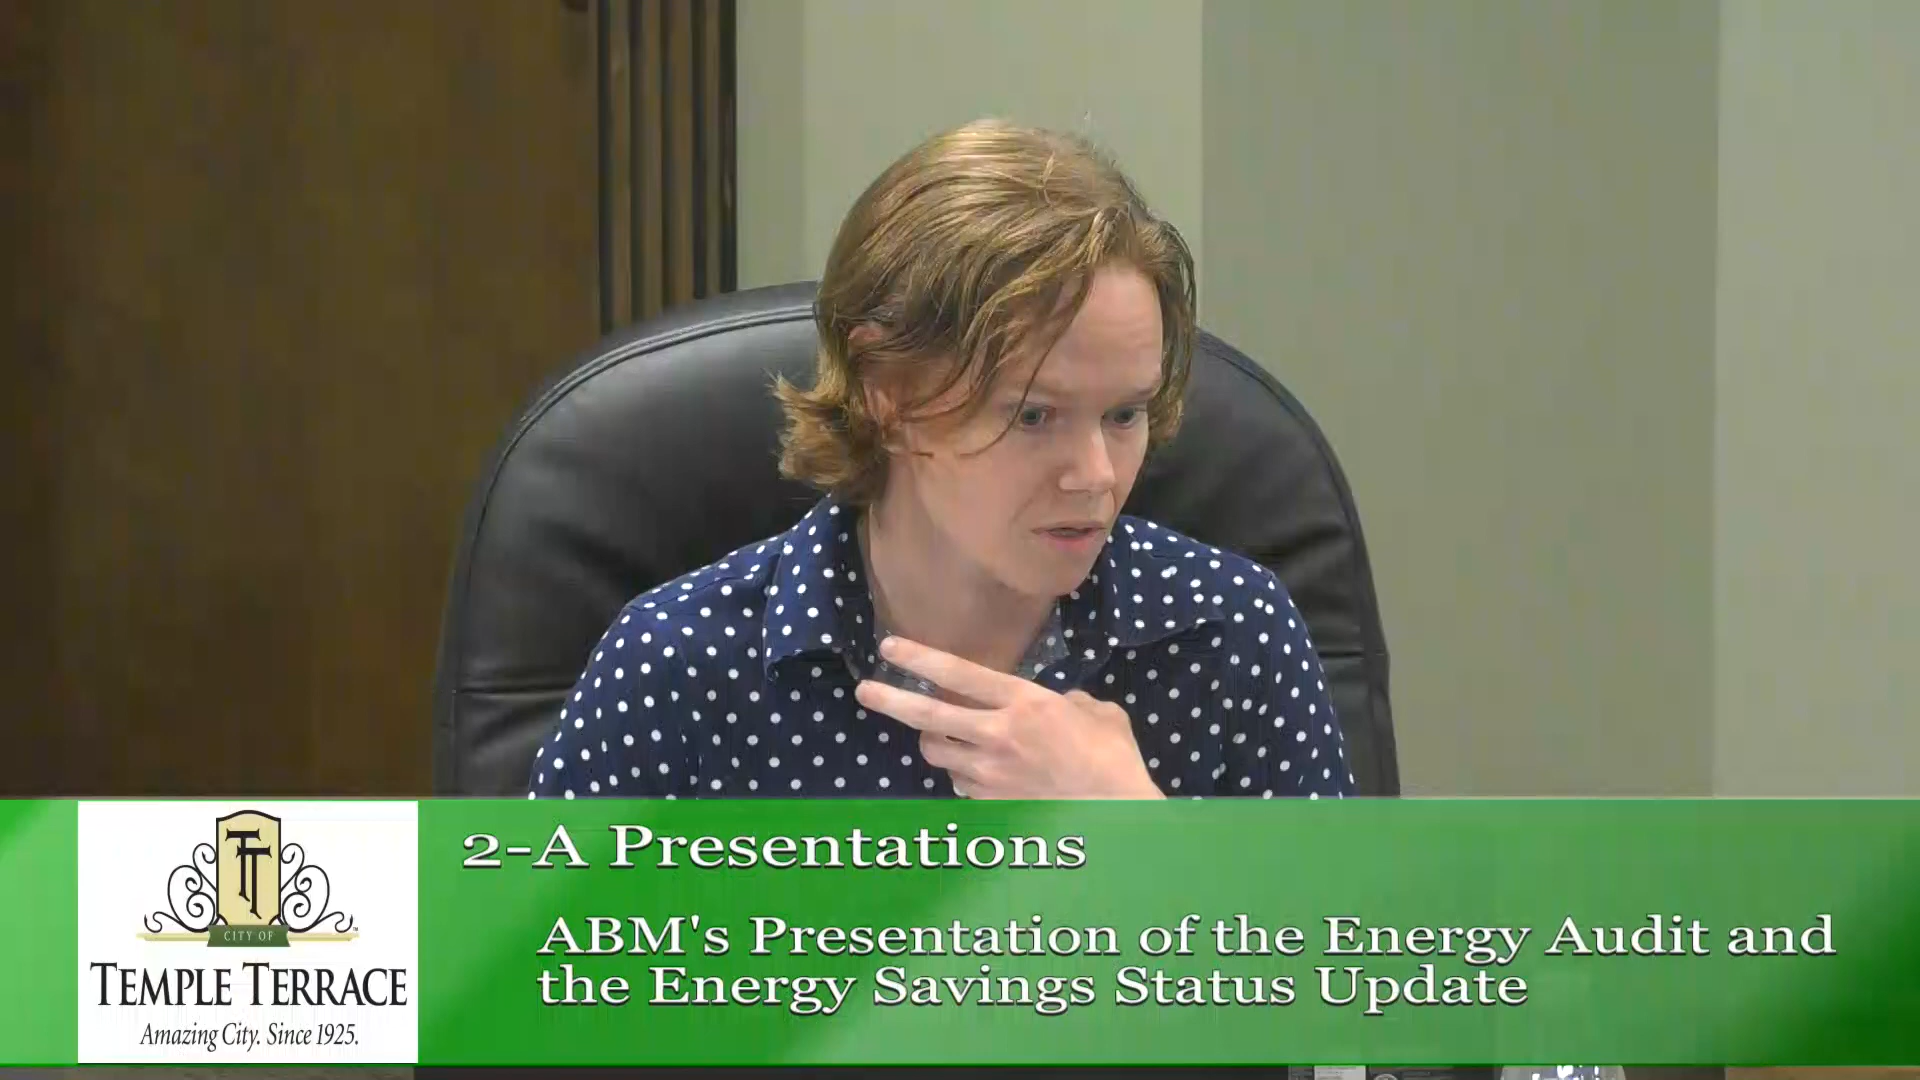 2-A Presentations
ABM's Presentation of the Energy Audit and
the Energy Savings Status Update
TT
CITY OF
TEMPLE TERRACE
Amazing City. Since 1925.